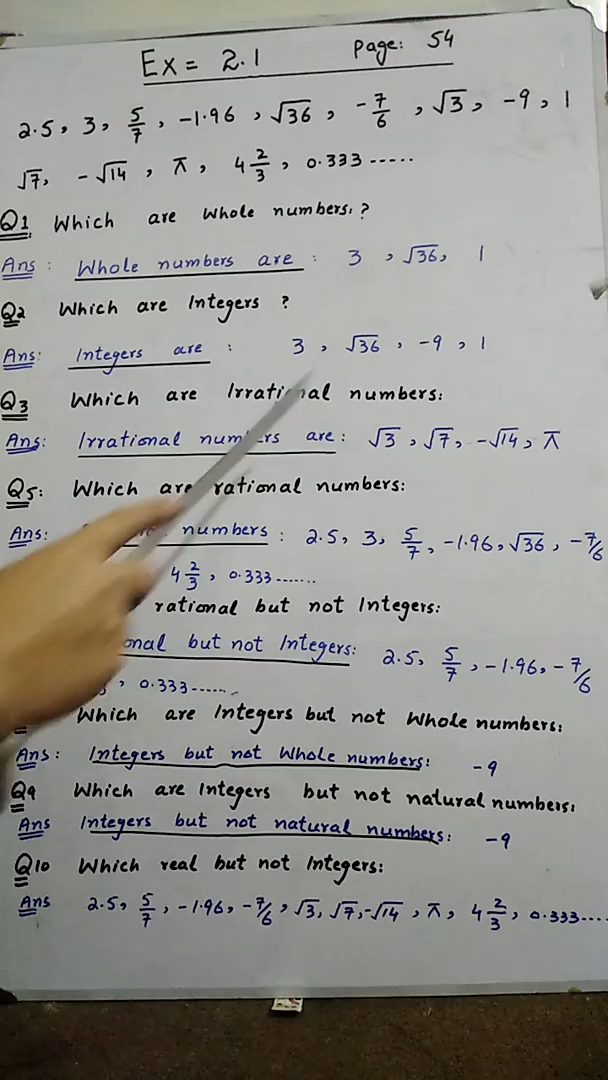 Ex = 2.1 Page: 54
2.5, 3, 5/7, -1.96, √36, -7/6, √3, -9, 1
√7, -√14, π, 4 2/3, 0.333.....
Q1 Which are Whole numbers.?
Ans: Whole numbers are: 3, √36, 1
Q2 Which are Integers ?
Ans: Integers are: 3, √36, -9, 1
Q3 Which are Irrational numbers:
Ans: Irrational numbers are: √3, √7, -√14, π
Q5: Which are rational numbers:
Ans: numbers: 2.5, 3, 5/7, -1.96, √36, -7/6
4 2/3, 0.333.......
rational but not Integers:
but not Integers: 2.5, 5/7, -1.96, -7/6
, 0.333......
Which are Integers but not Whole numbers:
Ans: Integers but not Whole numbers: -9
Q9 Which are Integers but not natural numbers:
Ans Integers but not natural numbers: -9
Q10 Which real but not Integers:
Ans 2.5, 5/7, -1.96, -7/6, √3, √7, -√14, π, 4 2/3, 0.333....